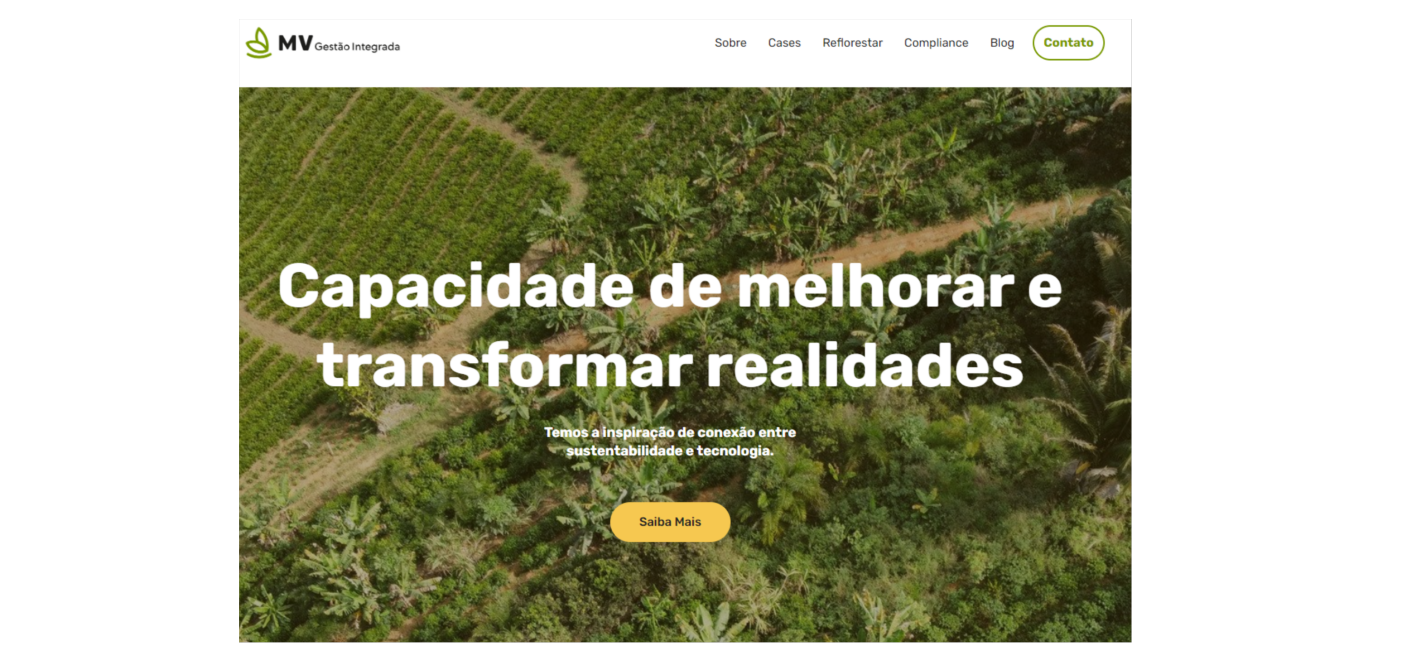 MV Gestão Integrada
Sobre Cases Reflorestar Compliance Blog Contato
Capacidade de melhorar e
transformar realidades
Temos a inspiração de conexão entre
sustentabilidade e tecnologia.
Saiba Mais